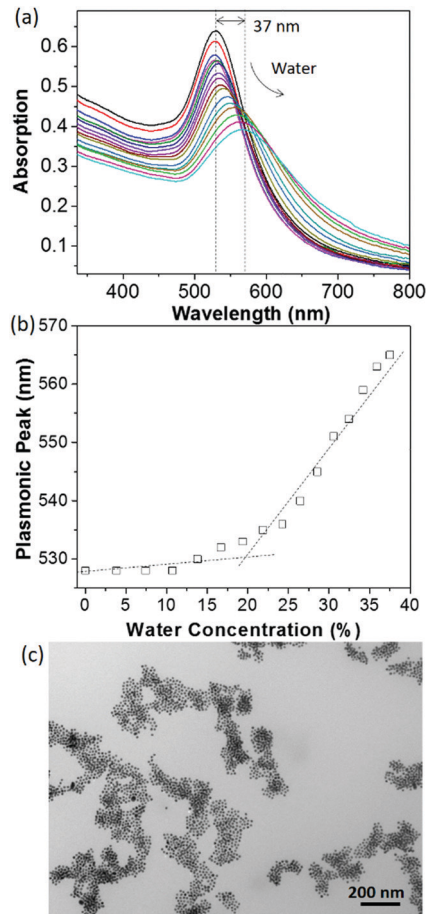 (a)
37 nm
Water
0.6
0.5
0.4
0.3
0.2
0.1
Absorption
400 500 600 700 800
Wavelength (nm)
(b)
570
560
550
540
530
Plasmonic Peak (nm)
0 5 10 15 20 25 30 35 40
Water Concentration (%)
(c)
200 nm